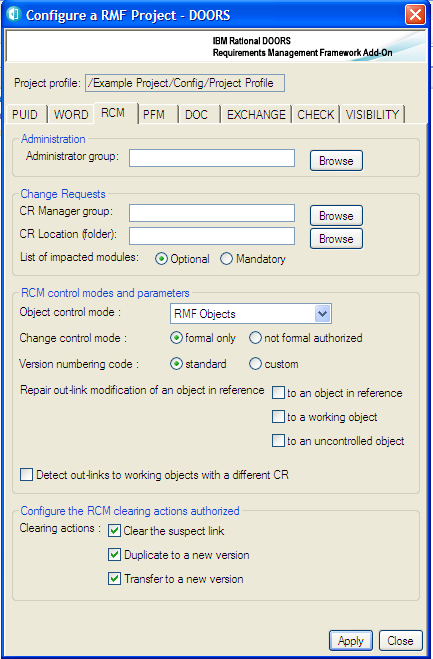 Configure a RMF Project - DOORS
IBM Rational DOORS
Requirements Management Framework Add-On
Project profile: /Example Project/Config/Project Profile
PUID WORD RCM PFM DOC EXCHANGE CHECK VISIBILITY
Administration
Administrator group: Browse
Change Requests
CR Manager group: Browse
CR Location (folder): Browse
List of impacted modules: Optional Mandatory
RCM control modes and parameters
Object control mode : RMF Objects
Change control mode : formal only not formal authorized
Version numbering code : standard custom
Repair out-link modification of an object in reference to an object in reference
to a working object
to an uncontrolled object
Detect out-links to working objects with a different CR
Configure the RCM clearing actions authorized
Clearing actions : Clear the suspect link
Duplicate to a new version
Transfer to a new version
Apply Close